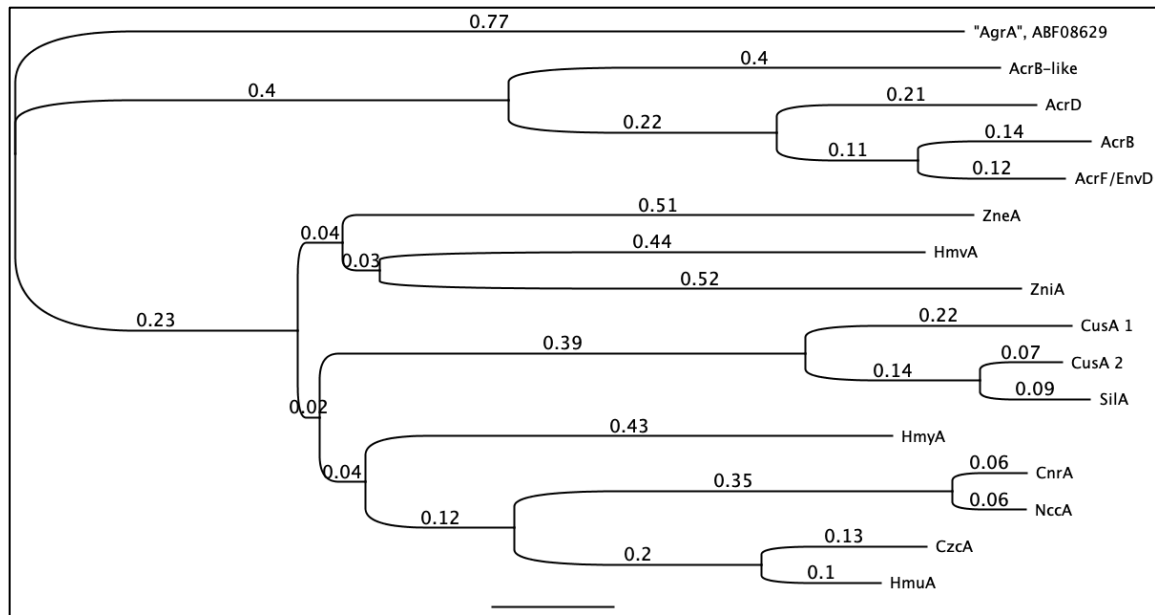 0.77
"AgrA", ABF08629
0.4
AcrB-like
0.4
0.21
AcrD
0.22
0.14
AcrB
0.11
0.12
AcrF/EnvD
0.51
ZneA
0.04
0.44
HmvA
0.03
0.52
ZniA
0.23
0.22
CusA 1
0.39
0.07
CusA 2
0.14
0.09
SilA
0.02
0.43
HmyA
0.04
0.06
CnrA
0.35
0.06
NccA
0.12
0.13
CzcA
0.2
0.1
HmuA